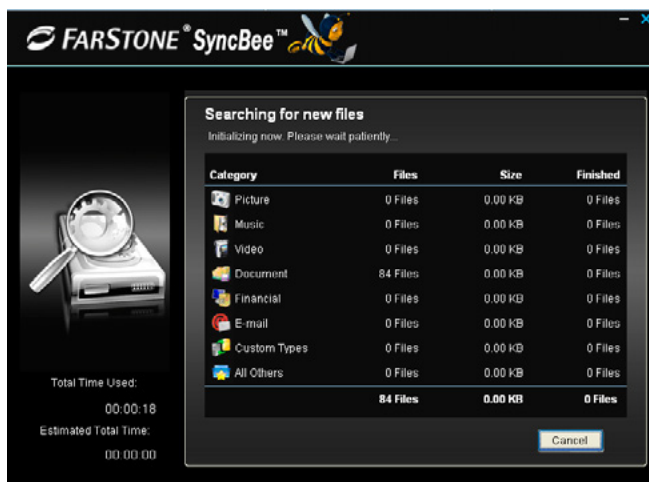 FARSTONE® SyncBee™
Searching for new files
Initializing now. Please wait patiently...
Category Files Size Finished
Picture 0 Files 0.00 KB 0 Files
Music 0 Files 0.00 KB 0 Files
Video 0 Files 0.00 KB 0 Files
Document 84 Files 0.00 KB 0 Files
Financial 0 Files 0.00 KB 0 Files
E-mail 0 Files 0.00 KB 0 Files
Custom Types 0 Files 0.00 KB 0 Files
All Others 0 Files 0.00 KB 0 Files
84 Files 0.00 KB 0 Files
Total Time Used:
00:00:18
Estimated Total Time:
00:00:00
Cancel